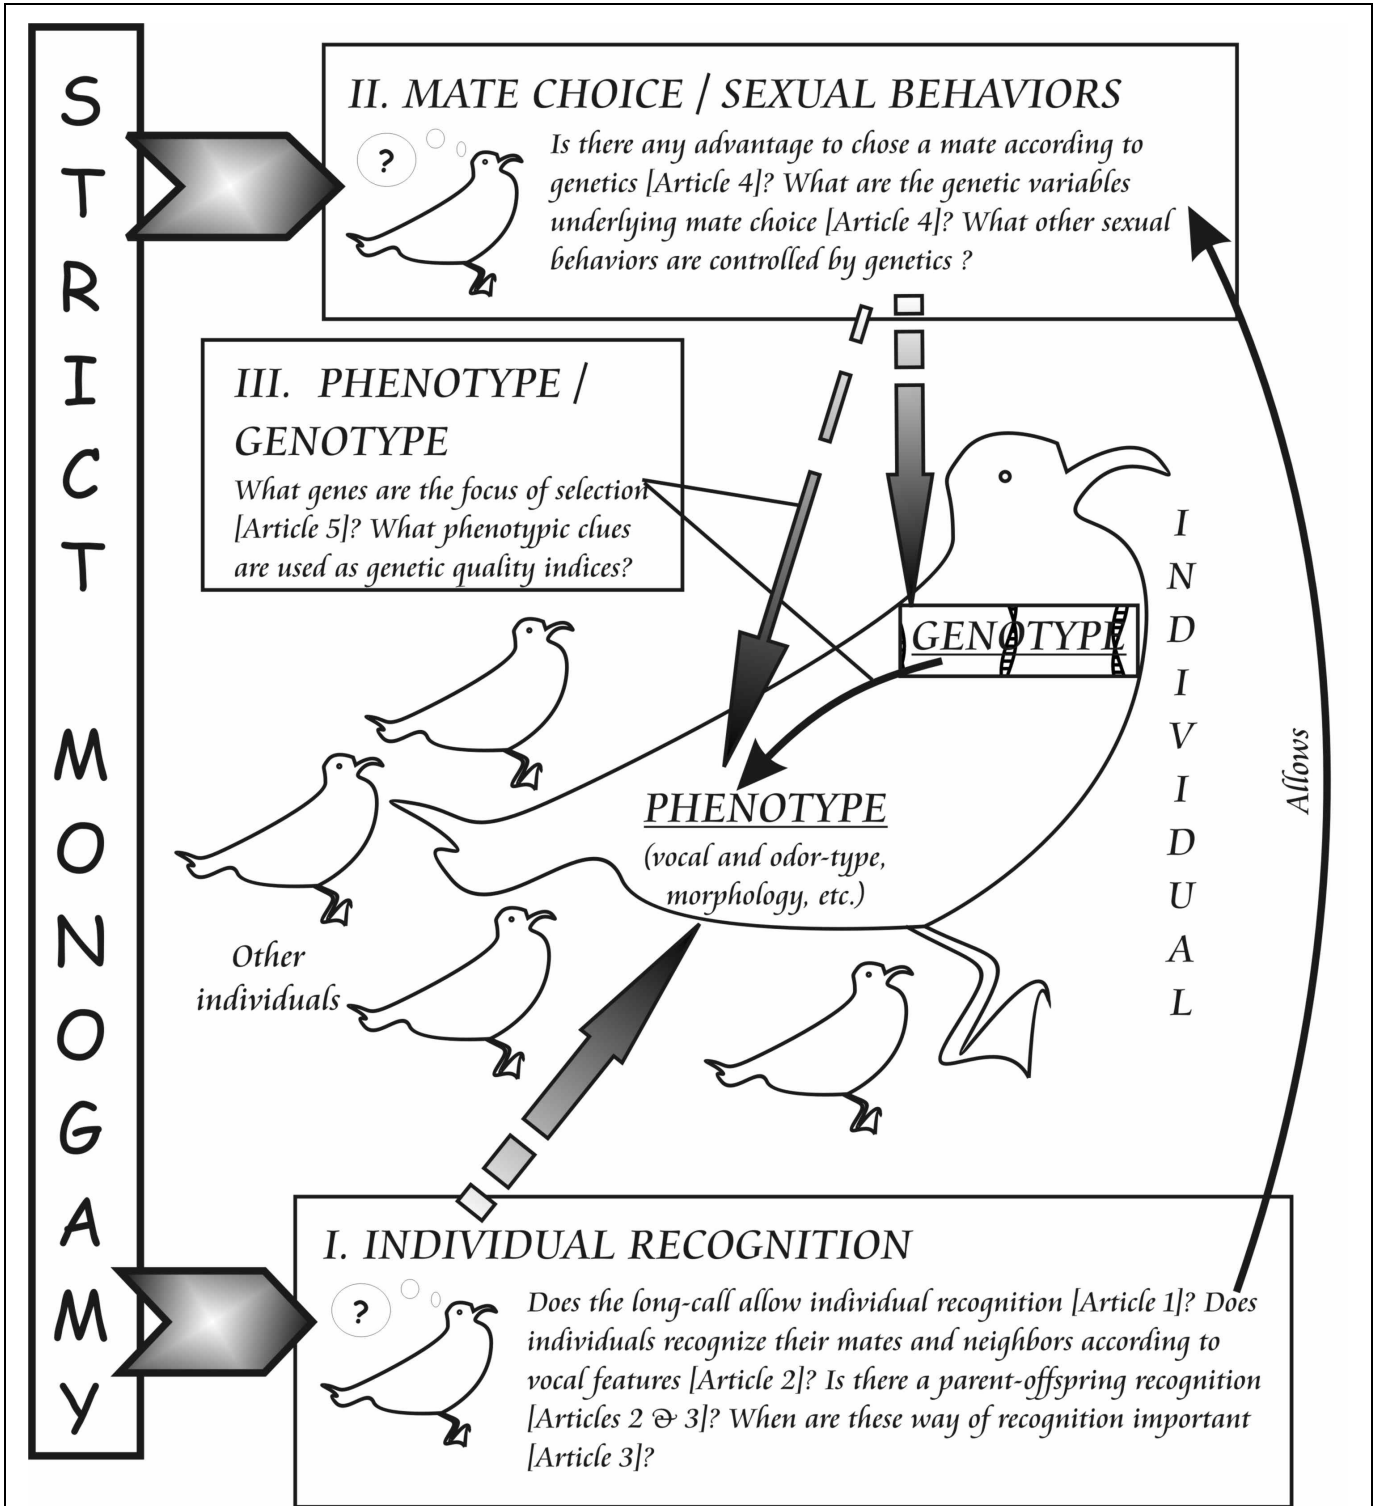 STRICT MONOGAMY
II. MATE CHOICE / SEXUAL BEHAVIORS
?
Is there any advantage to chose a mate according to
genetics [Article 4]? What are the genetic variables
underlying mate choice [Article 4]? What other sexual
behaviors are controlled by genetics ?
III. PHENOTYPE /
GENOTYPE
What genes are the focus of selection
[Article 5]? What phenotypic clues
are used as genetic quality indices?
GENOTYPE
INDIVIDUAL
Allows
PHENOTYPE
(vocal and odor-type,
morphology, etc.)
Other
individuals
I. INDIVIDUAL RECOGNITION
?
Does the long-call allow individual recognition [Article 1]? Does
individuals recognize their mates and neighbors according to
vocal features [Article 2]? Is there a parent-offspring recognition
[Articles 2 & 3]? When are these way of recognition important
[Article 3]?